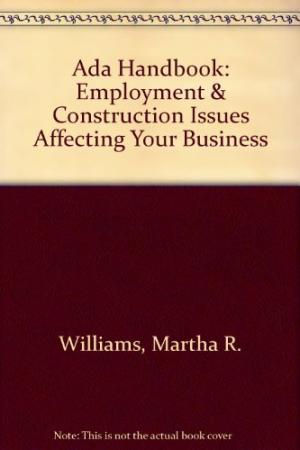 Ada Handbook:
Employment &
Construction Issues
Affecting Your Business
Williams, Martha R.
Note: This is not the actual book cover